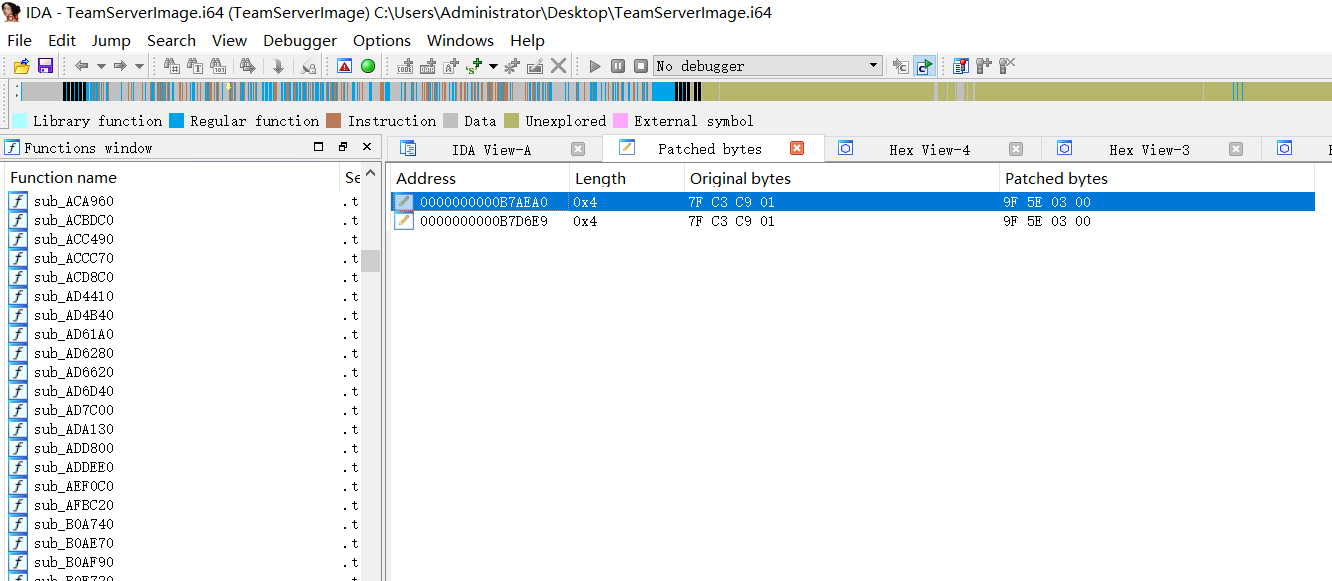 IDA - TeamServerImage.i64 (TeamServerImage) C:\Users\Administrator\Desktop\TeamServerImage.i64
File Edit Jump Search View Debugger Options Windows Help
No debugger
Library function Regular function Instruction Data Unexplored External symbol
Functions window
IDA View-A Patched bytes Hex View-4 Hex View-3
Function name Se
Address Length Original bytes Patched bytes
sub_ACA960 .t
0000000000B7AEA0 0x4 7F C3 C9 01 9F 5E 03 00
sub_ACBDC0 .t
0000000000B7D6E9 0x4 7F C3 C9 01 9F 5E 03 00
sub_ACC490 .t
sub_ACCC70 .t
sub_ACD8C0 .t
sub_AD4410 .t
sub_AD4B40 .t
sub_AD61A0 .t
sub_AD6280 .t
sub_AD6620 .t
sub_AD6D40 .t
sub_AD7C00 .t
sub_ADA130 .t
sub_ADD800 .t
sub_ADDEE0 .t
sub_AEF0C0 .t
sub_AFBC20 .t
sub_B0A740 .t
sub_B0AE70 .t
sub_B0AF90 .t